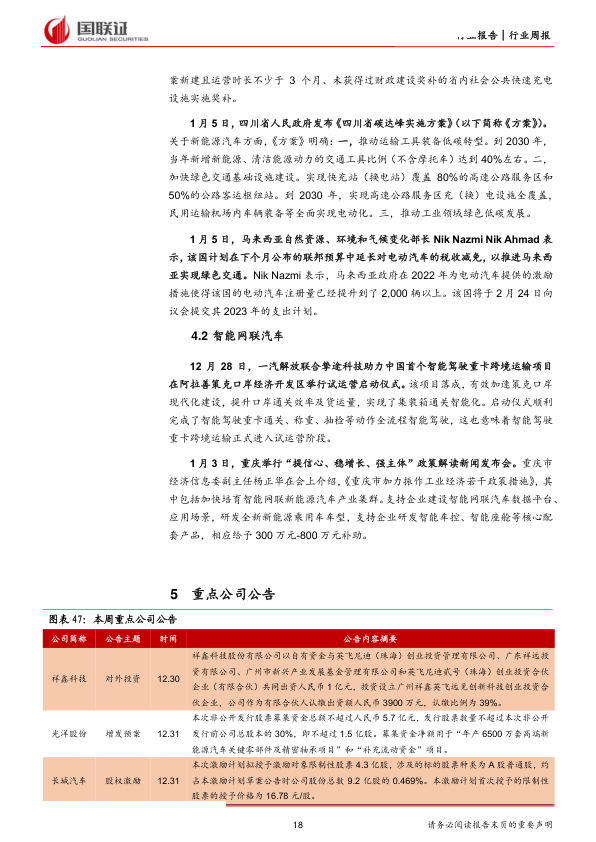 国联证
GUOLIAN SECURITIES
报告│行业周报
案新建且运营时长不少于 3 个月、未获得过财政建设奖补的省内社会公共快速充电
设施实施奖补。
1 月 5 日，四川省人民政府发布《四川省碳达峰实施方案》（以下简称《方案》）。
关于新能源汽车方面，《方案》明确：一，推动运输工具装备低碳转型。到 2030 年，
当年新增新能源、清洁能源动力的交通工具比例（不含摩托车）达到 40%左右。二，
加快绿色交通基础设施建设。实现快充站（换电站）覆盖 80%的高速公路服务区和
50%的公路客运枢纽站。到 2030 年，实现高速公路服务区充（换）电设施全覆盖，
民用运输机场内车辆装备等全面实现电动化。三，推动工业领域绿色低碳发展。
1 月 5 日，马来西亚自然资源、环境和气候变化部长 Nik Nazmi Nik Ahmad 表
示，该国计划在下个月公布的联邦预算中延长对电动汽车的税收减免，以推进马来西
亚实现绿色交通。Nik Nazmi 表示，马来西亚政府在 2022 年为电动汽车提供的激励
措施使得该国的电动汽车注册量已经提升到了 2,000 辆以上。该国将于 2 月 24 日向
议会提交其 2023 年的支出计划。
4.2 智能网联汽车
12 月 28 日，一汽解放联合挚途科技助力中国首个智能驾驶重卡跨境运输项目
在阿拉善策克口岸经济开发区举行试运营启动仪式。该项目落成，有效加速策克口岸
现代化建设，提升口岸通关效率及货运量，实现了集装箱通关智能化。启动仪式顺利
完成了智能驾驶重卡通关、称重、抽检等动作全流程智能驾驶，这也意味着智能驾驶
重卡跨境运输正式进入试运营阶段。
1 月 3 日，重庆举行“提信心、稳增长、强主体”政策解读新闻发布会。重庆市
经济信息委副主任杨正华在会上介绍，《重庆市加力振作工业经济若干政策措施》，其
中包括加快培育智能网联新能源汽车产业集群。支持企业建设智能网联汽车数据平台、
应用场景，研发全新新能源乘用车车型，支持企业研发智能车控、智能座舱等核心配
套产品，相应给予 300 万元-800 万元补助。
5 重点公司公告
图表 47：本周重点公司公告
公司简称 公告主题 时间 公告内容摘要
祥鑫科技股份有限公司以自有资金与英飞尼迪（珠海）创业投资管理有限公司、广东祥远投
资有限公司、广州市新兴产业发展基金管理有限公司和英飞尼迪贰号（珠海）创业投资合伙
祥鑫科技 对外投资 12.30
企业（有限合伙）共同出资人民币 1 亿元，投资设立广州祥鑫英飞远见创新科技创业投资合
伙企业，公司作为有限合伙人认缴出资额人民币 3900 万元，认缴比例为 39%。
本次非公开发行股票募集资金总额不超过人民币 5.7 亿元，发行股票数量不超过本次非公开
光洋股份 增发预案 12.31 发行前公司总股本的 30%，即不超过 1.5 亿股。募集资金净额用于“年产 6500 万套高端新
能源汽车关键零部件及精密轴承项目”和“补充流动资金”项目。
本次激励计划拟授予激励对象限制性股票 4.3 亿股，涉及的标的股票种类为 A 股普通股，约
长城汽车 股权激励 12.31 占本激励计划草案公告时公司股份总数 9.2 亿股的 0.469%。本激励计划首次授予的限制性
股票的授予价格为 16.78 元/股。
18 请务必阅读报告末页的重要声明